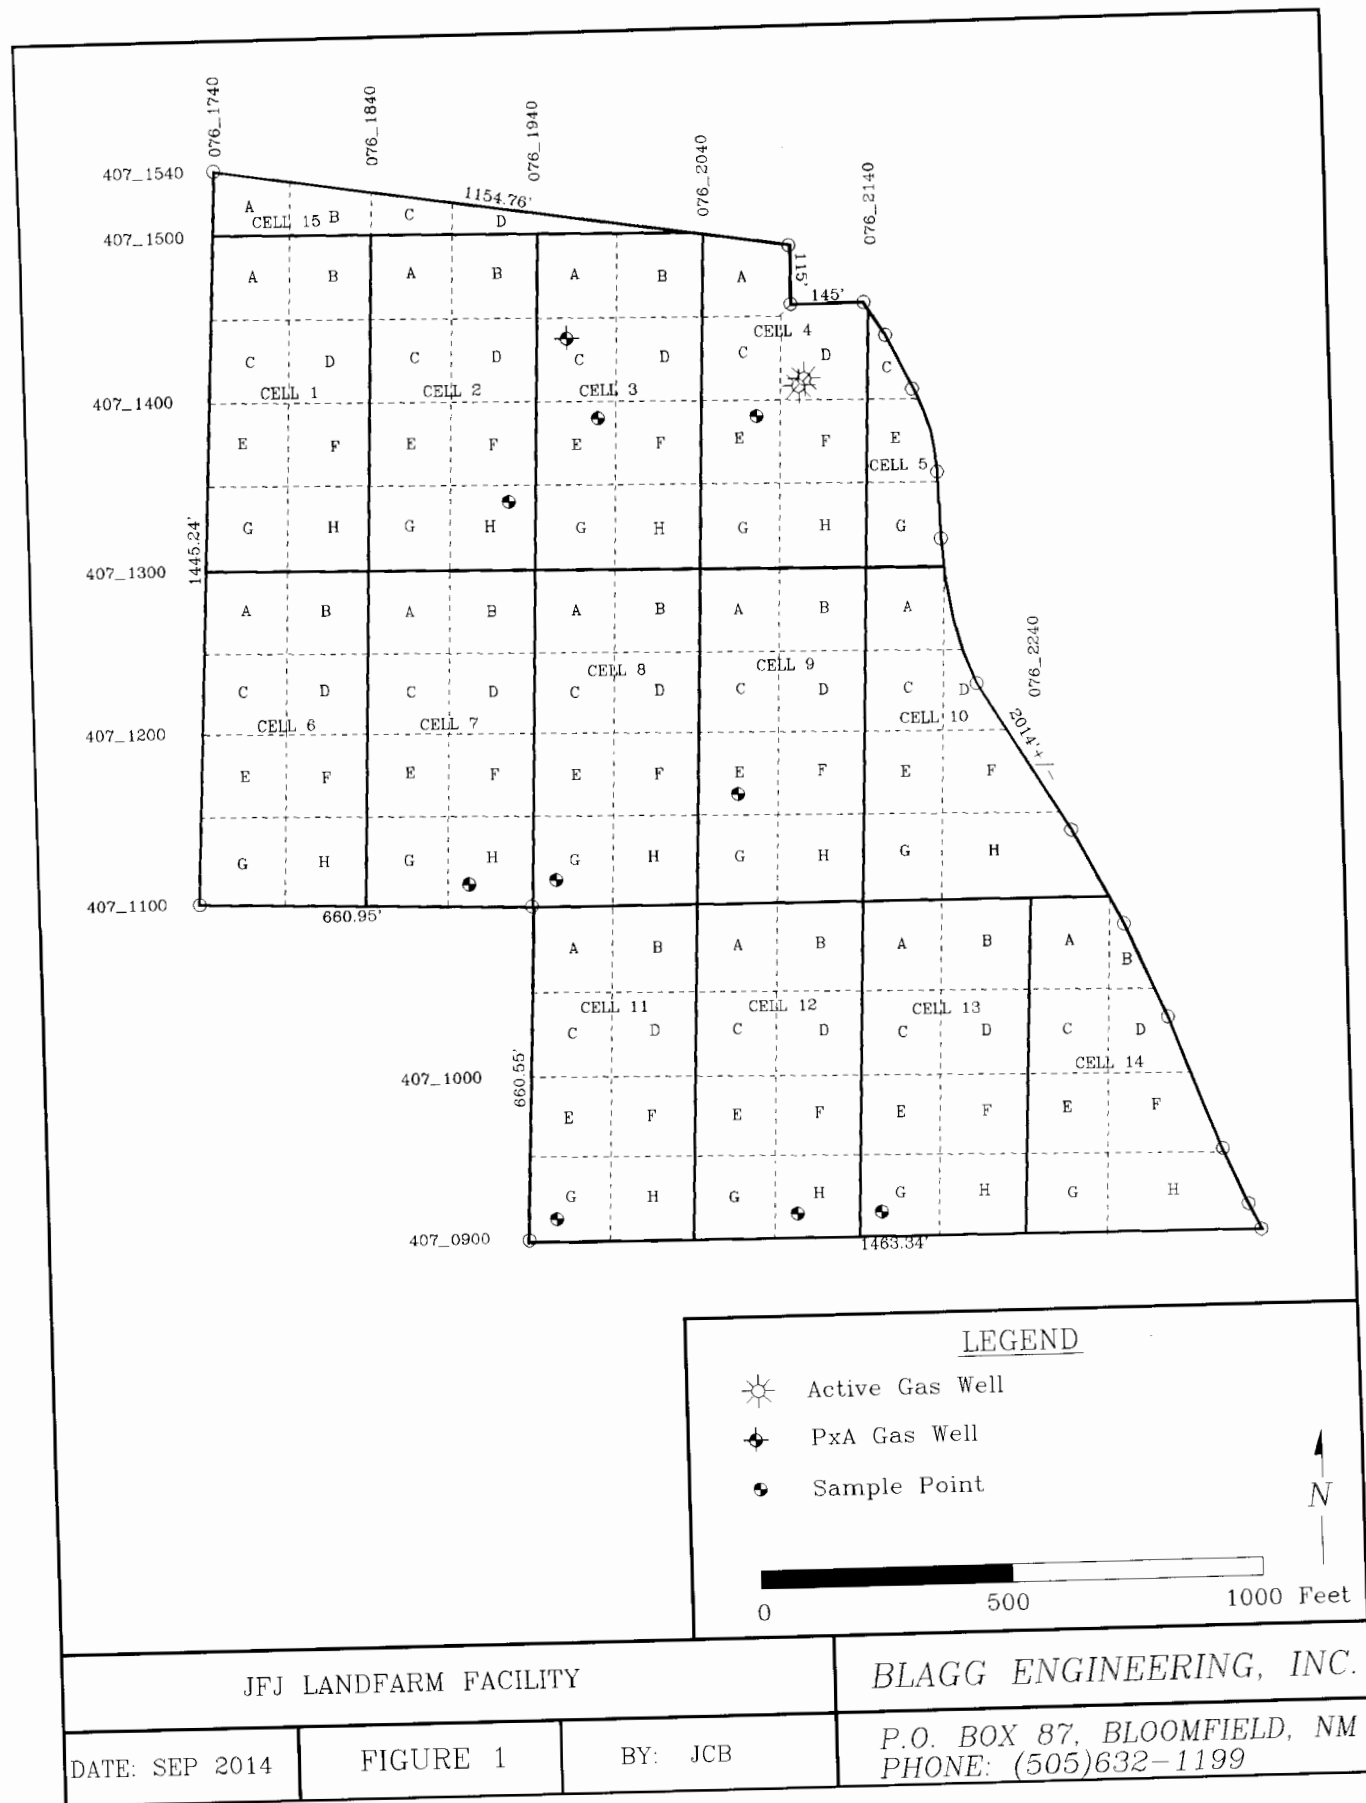 076_1740
076_1840
076_1940
076_2040
076_2140
407_1540
1154.76'
A B C D
CELL 15
407_1500
115'
145'
A B A B A B A
CELL 4
C D C D C D C D C
CELL 1 CELL 2 CELL 3
407_1400
E F E F E F E F E
CELL 5
G H G H G H G H G
1445.24'
407_1300
A B A B A B A B A
076_2240
CELL 8 CELL 9
C D C D C D C D C D
CELL 6 CELL 7 CELL 10
2014'+/-
407_1200
E F E F E F E F E F
G H G H G H G H G H
407_1100
660.95'
A B A B A B A B
CELL 11 CELL 12 CELL 13
C D C D C D C D
CELL 14
660.55'
407_1000
E F E F E F E F
G H G H G H G H
407_0900
1463.34'
LEGEND
Active Gas Well
PxA Gas Well
Sample Point
N
0 500 1000 Feet
JFJ LANDFARM FACILITY
BLAGG ENGINEERING, INC.
DATE: SEP 2014
FIGURE 1
BY: JCB
P.O. BOX 87, BLOOMFIELD, NM
PHONE: (505)632-1199